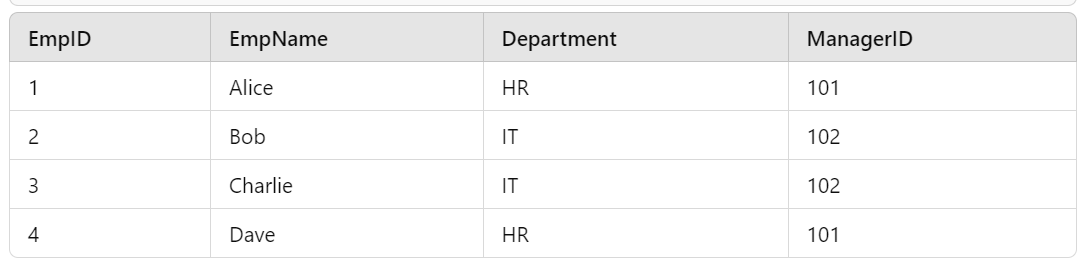 EmpID EmpName Department ManagerID
1 Alice HR 101
2 Bob IT 102
3 Charlie IT 102
4 Dave HR 101